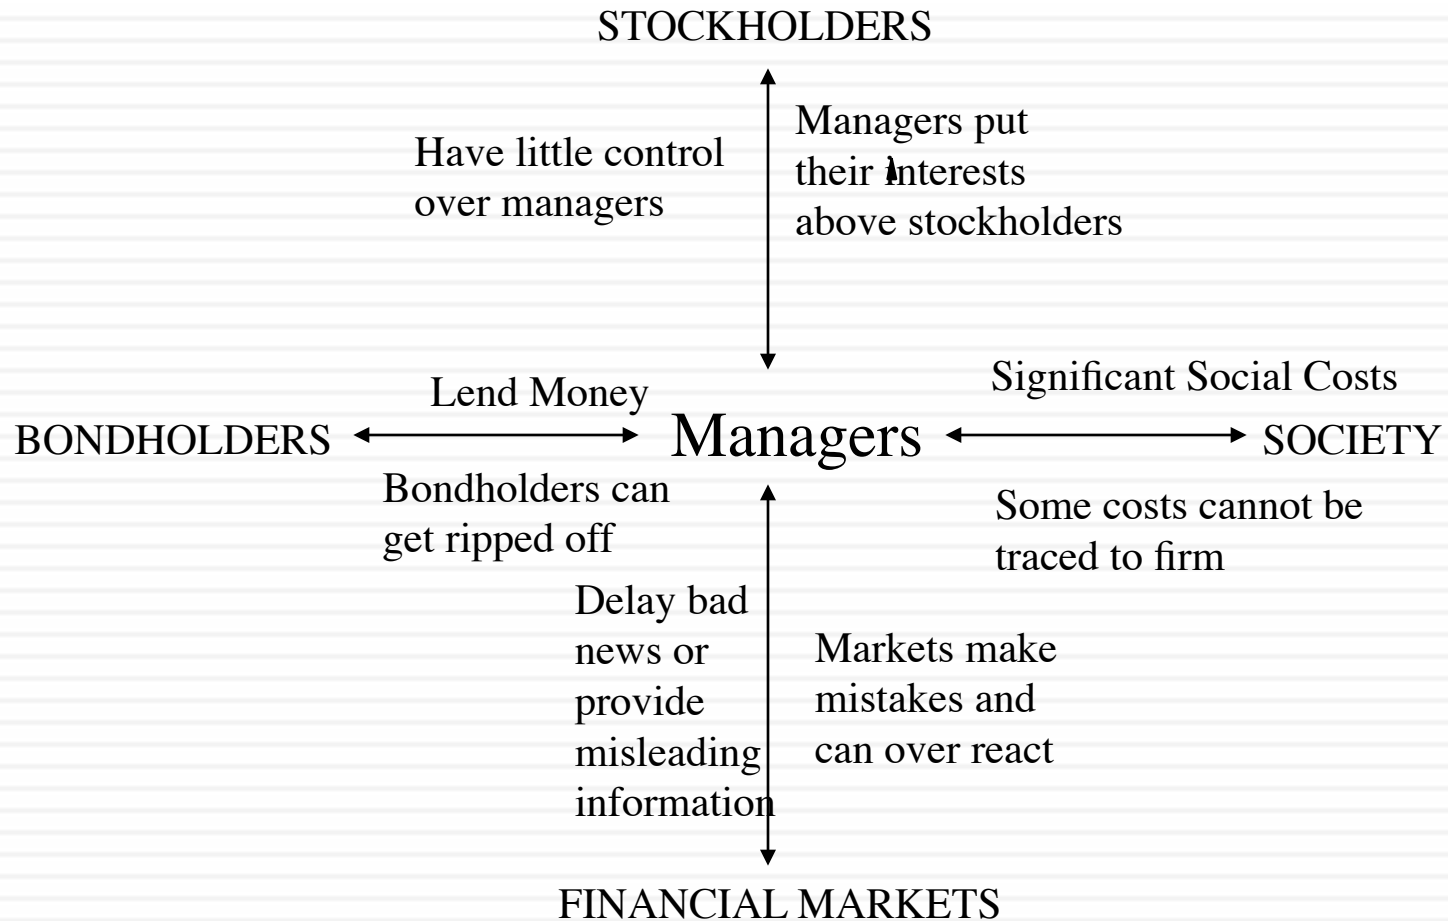 STOCKHOLDERS
Have little control
over managers
Managers put
their interests
above stockholders
Lend Money
Significant Social Costs
BONDHOLDERS
Managers
SOCIETY
Bondholders can
get ripped off
Some costs cannot be
traced to firm
Delay bad
news or
provide
misleading
information
Markets make
mistakes and
can over react
FINANCIAL MARKETS